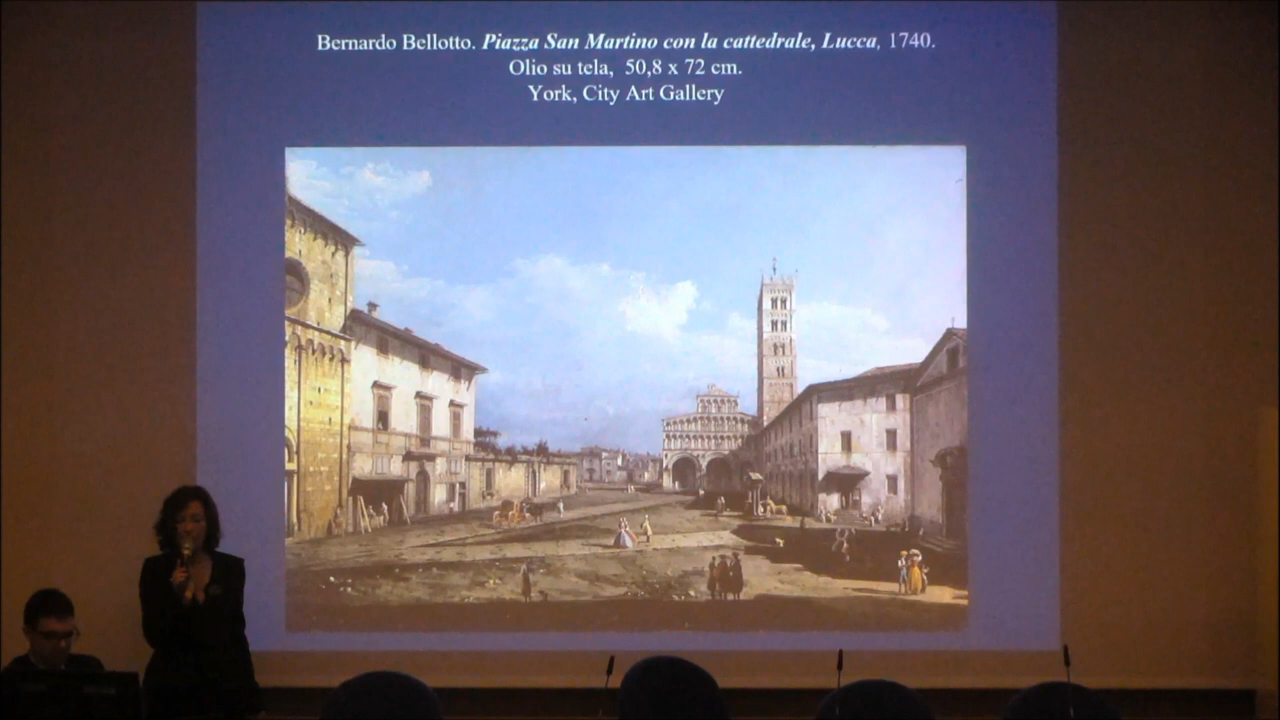 Bernardo Bellotto. Piazza San Martino con la cattedrale, Lucca, 1740.
Olio su tela, 50,8 x 72 cm.
York, City Art Gallery